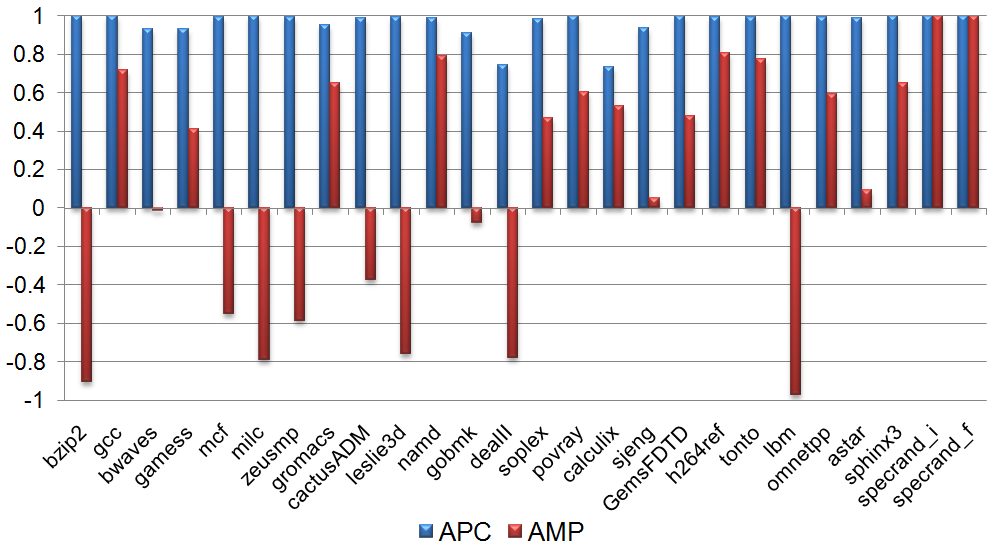 1
0.8
0.6
0.4
0.2
0
-0.2
-0.4
-0.6
-0.8
-1
bzip2
gcc
bwaves
gamess
mcf
milc
zeusmp
gromacs
cactusADM
leslie3d
namd
gobmk
dealII
soplex
povray
calculix
sjeng
GemsFDTD
h264ref
tonto
lbm
omnetpp
astar
sphinx3
specrand_i
specrand_f
APC AMP